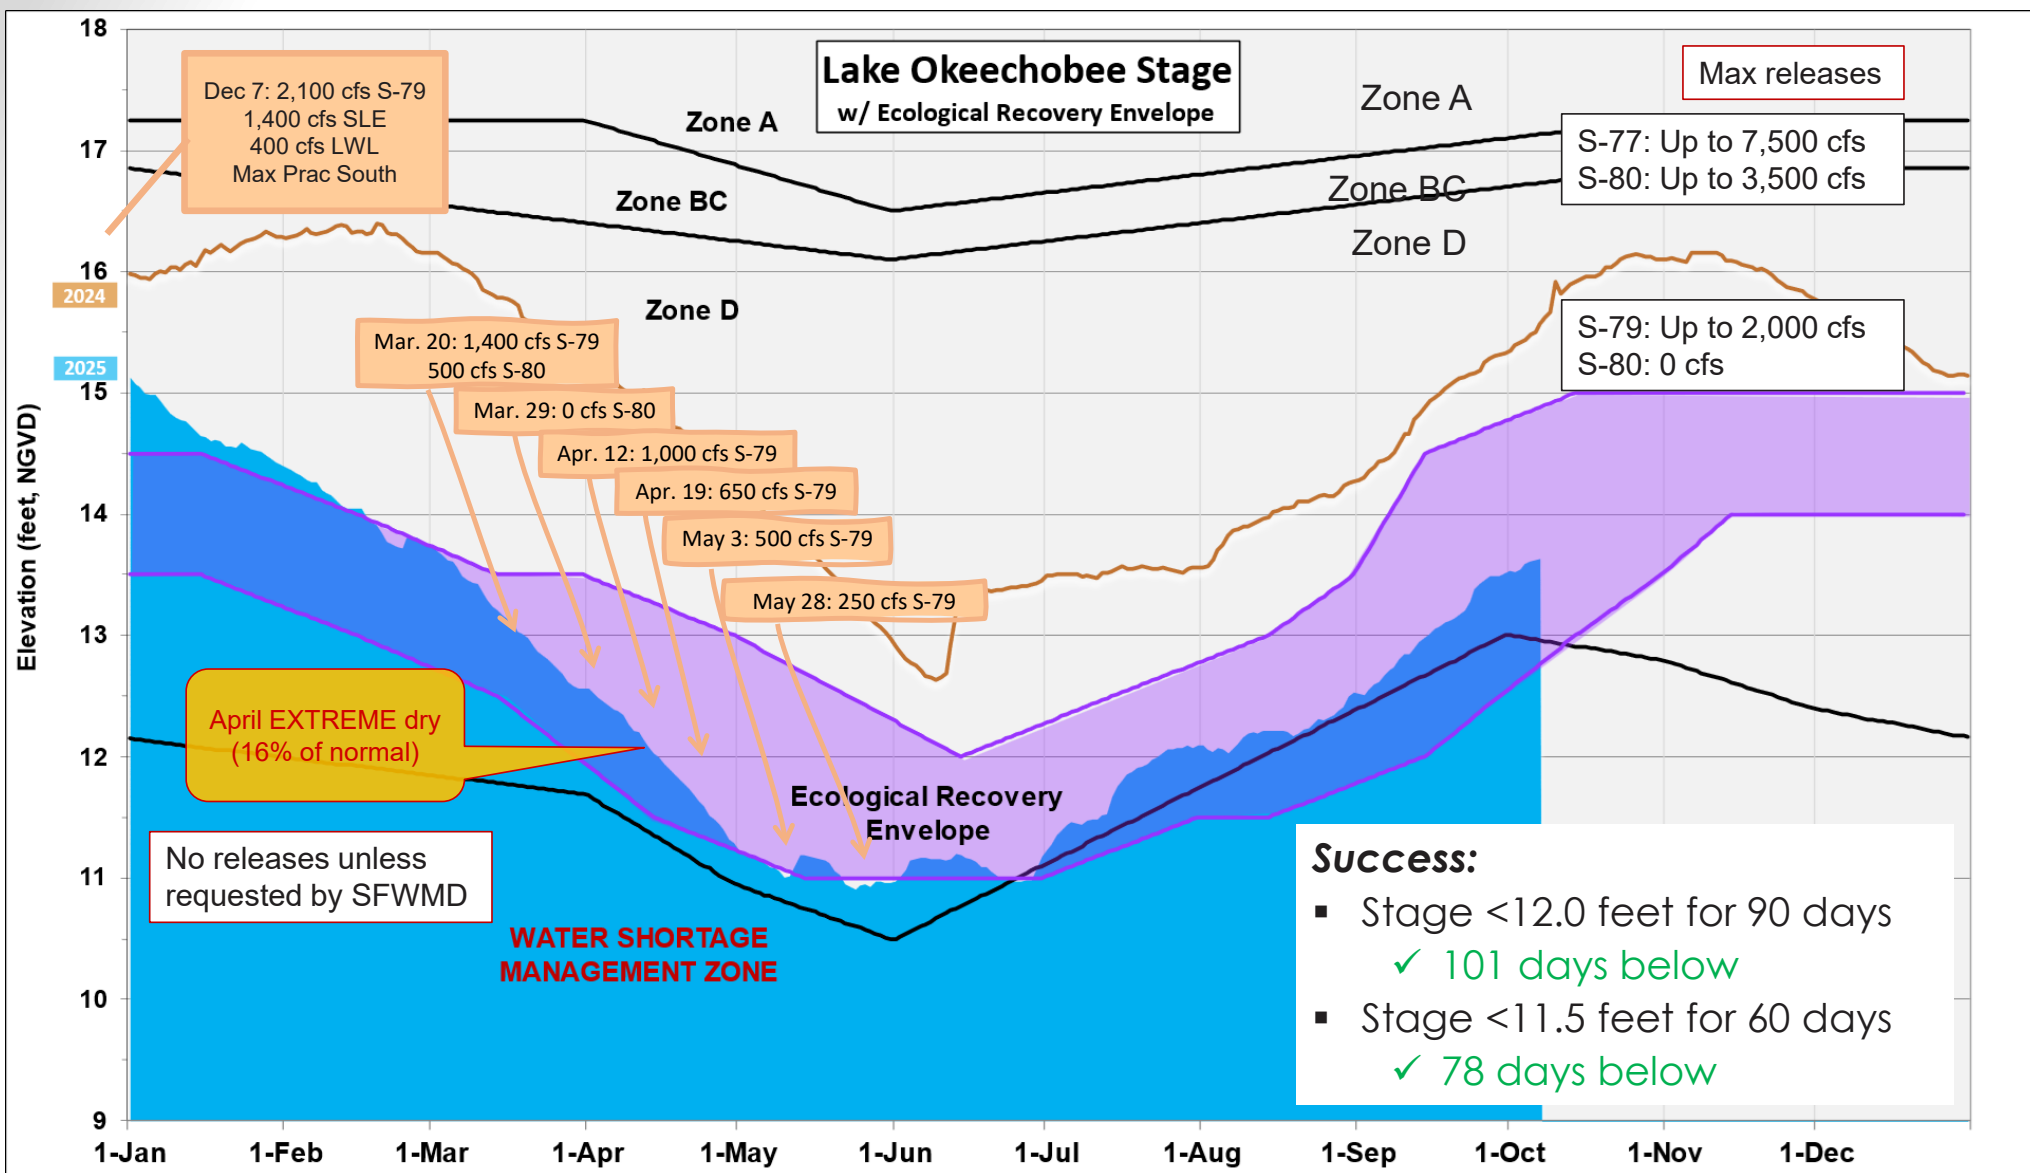 Lake Okeechobee Stage
w/ Ecological Recovery Envelope
Elevation (feet, NGVD)
18
17
16
15
14
13
12
11
10
9
2024
2025
Dec 7: 2,100 cfs S-79
1,400 cfs SLE
400 cfs LWL
Max Prac South
Zone A
Zone BC
Zone D
Zone A
Zone BC
Zone D
Max releases
S-77: Up to 7,500 cfs
S-80: Up to 3,500 cfs
S-79: Up to 2,000 cfs
S-80: 0 cfs
Mar. 20: 1,400 cfs S-79
500 cfs S-80
Mar. 29: 0 cfs S-80
Apr. 12: 1,000 cfs S-79
Apr. 19: 650 cfs S-79
May 3: 500 cfs S-79
May 28: 250 cfs S-79
April EXTREME dry
(16% of normal)
No releases unless
requested by SFWMD
Ecological Recovery
Envelope
WATER SHORTAGE
MANAGEMENT ZONE
Success:
▪ Stage <12.0 feet for 90 days
✓ 101 days below
▪ Stage <11.5 feet for 60 days
✓ 78 days below
1-Jan
1-Feb
1-Mar
1-Apr
1-May
1-Jun
1-Jul
1-Aug
1-Sep
1-Oct
1-Nov
1-Dec